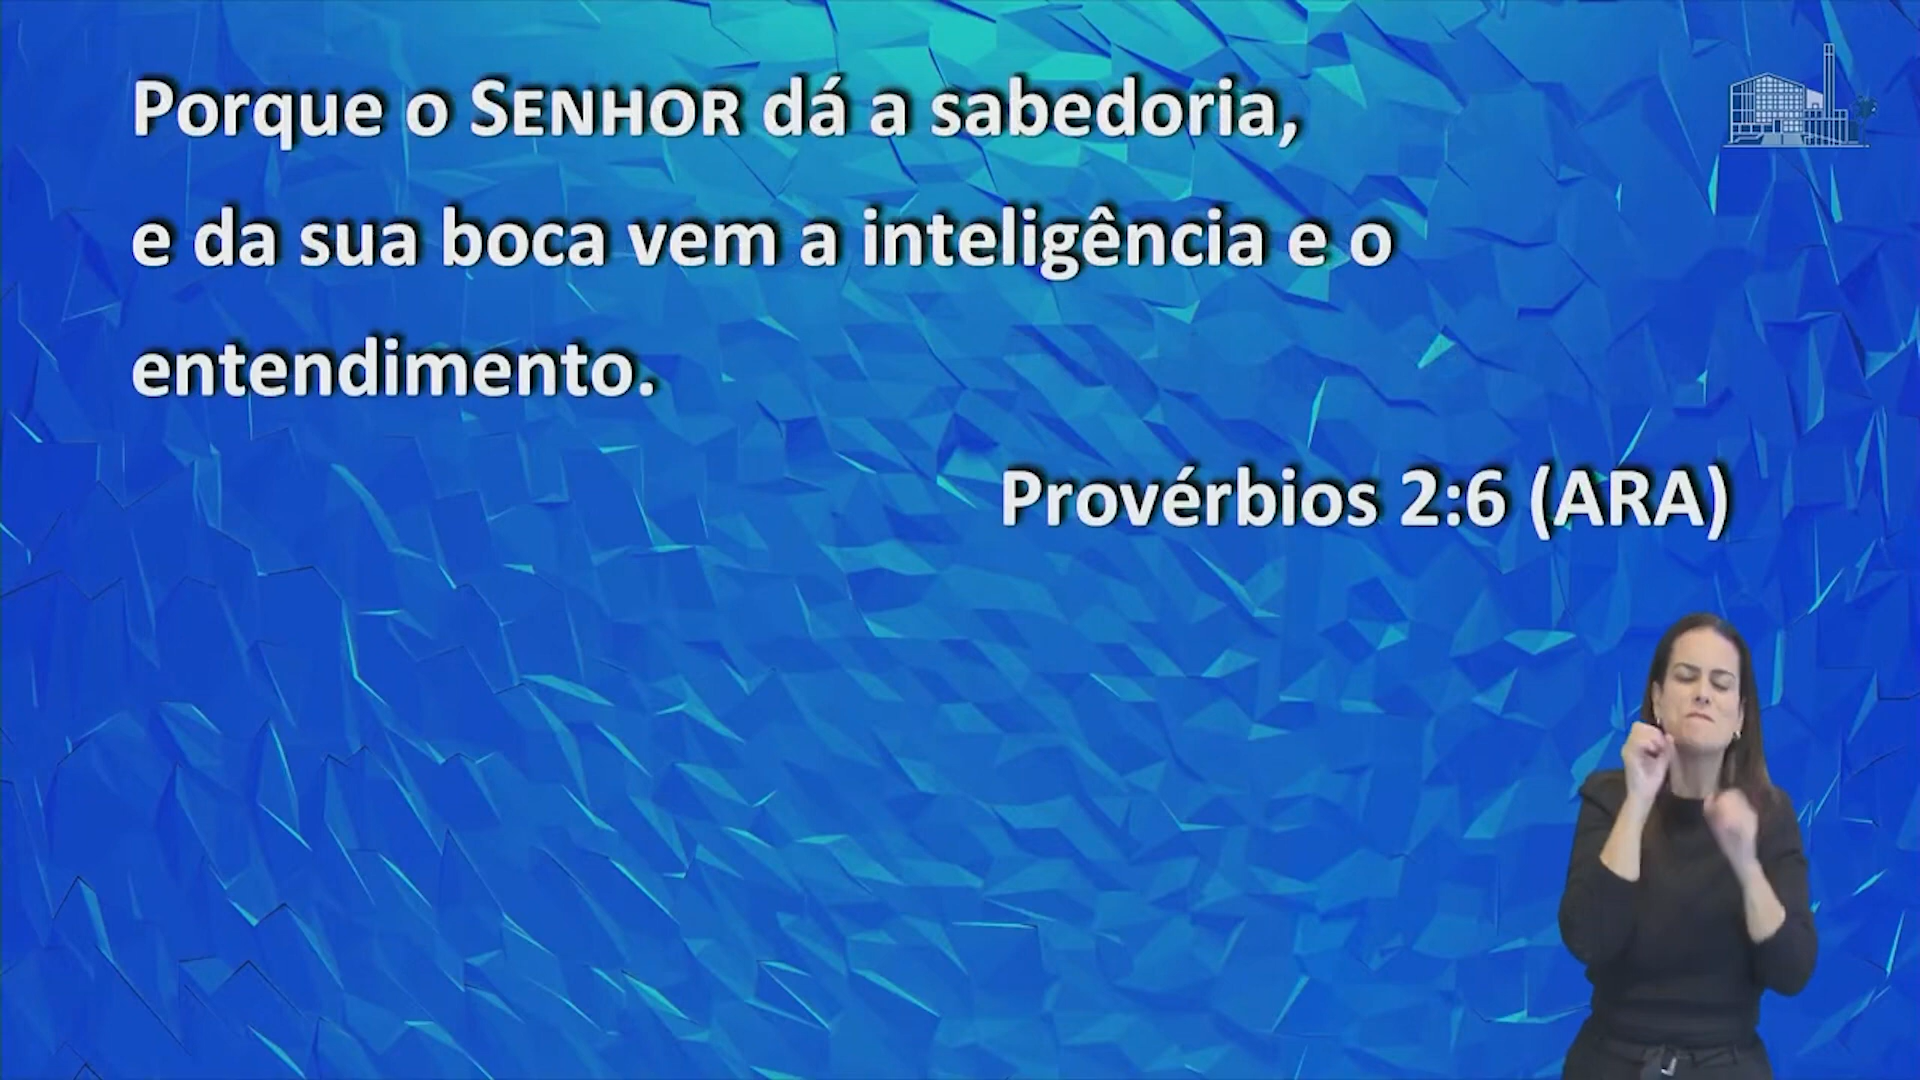 Porque o SENHOR dá a sabedoria,
e da sua boca vem a inteligência e o
entendimento.
Provérbios 2:6 (ARA)